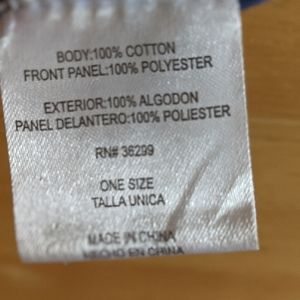 BODY:100% COTTON
FRONT PANEL:100% POLYESTER
EXTERIOR:100% ALGODON
PANEL DELANTERO:100% POLIESTER
RN# 36299
ONE SIZE
TALLA UNICA
MADE IN CHINA
HECHO EN CHINA